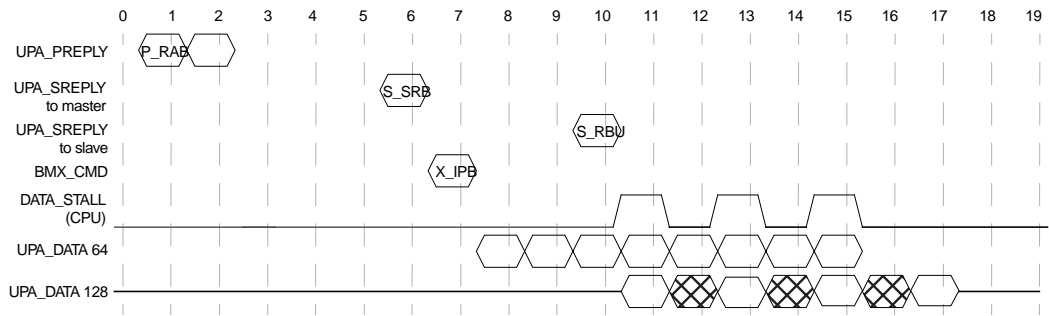 0 1 2 3 4 5 6 7 8 9 10 11 12 13 14 15 16 17 18 19
UPA_PREPLY P_RAB
UPA_SREPLY
to master
S_SRB
UPA_SREPLY
to slave
S_RBU
BMX_CMD X_IPB
DATA_STALL
(CPU)
UPA_DATA 64
UPA_DATA 128